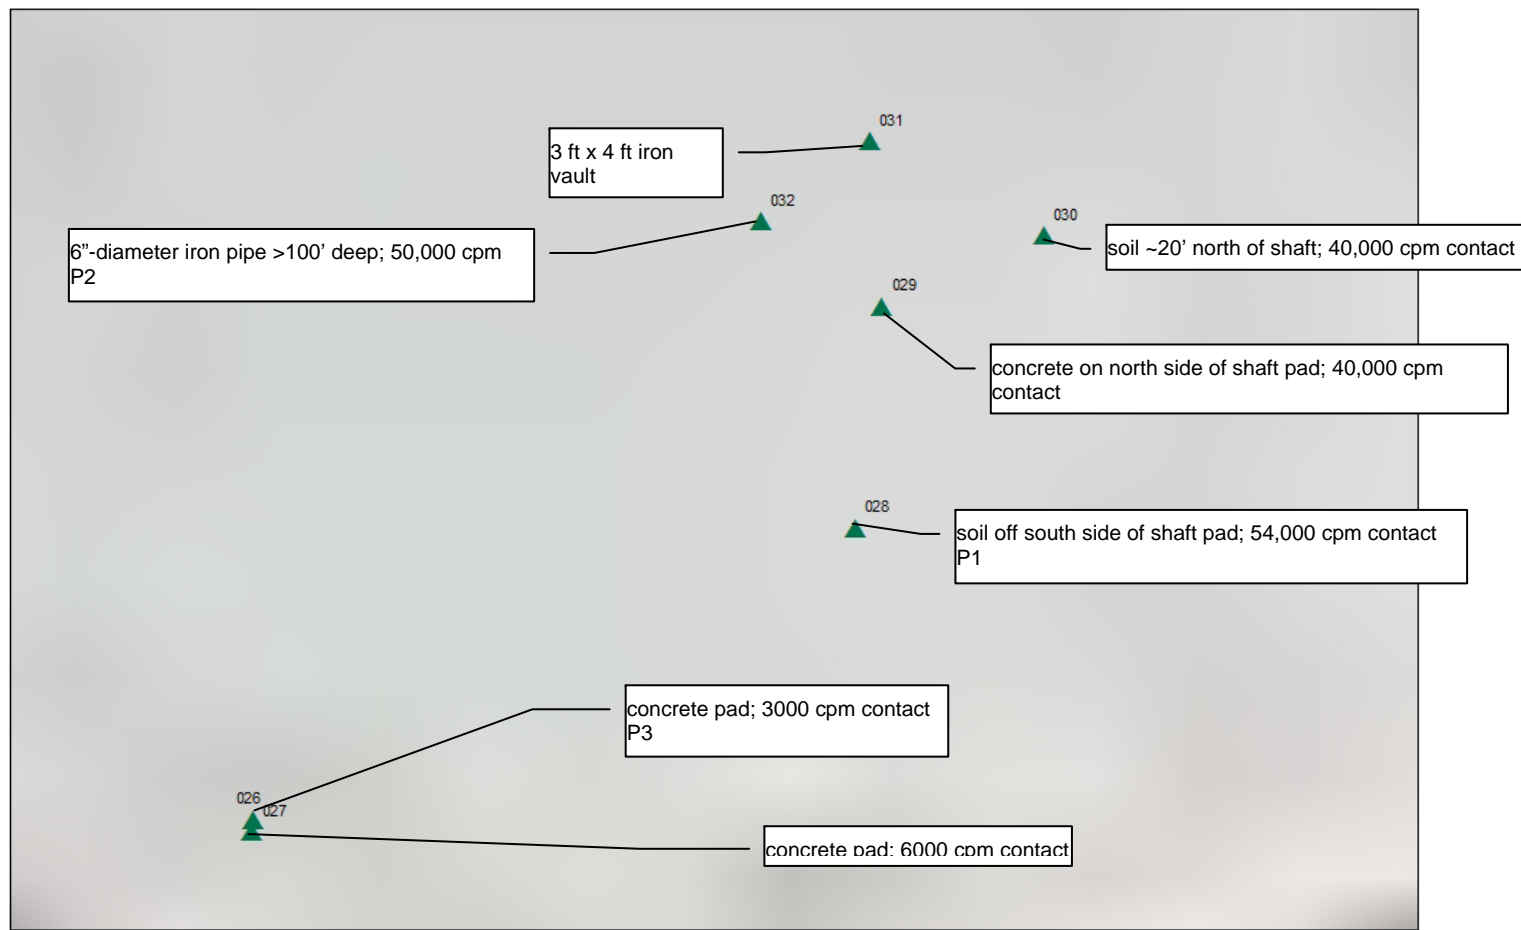 031
3 ft x 4 ft iron
vault
032
030
6”-diameter iron pipe >100’ deep; 50,000 cpm
P2
soil ~20’ north of shaft; 40,000 cpm contact
029
concrete on north side of shaft pad; 40,000 cpm
contact
028
soil off south side of shaft pad; 54,000 cpm contact
P1
concrete pad; 3000 cpm contact
P3
026
027
concrete pad; 6000 cpm contact